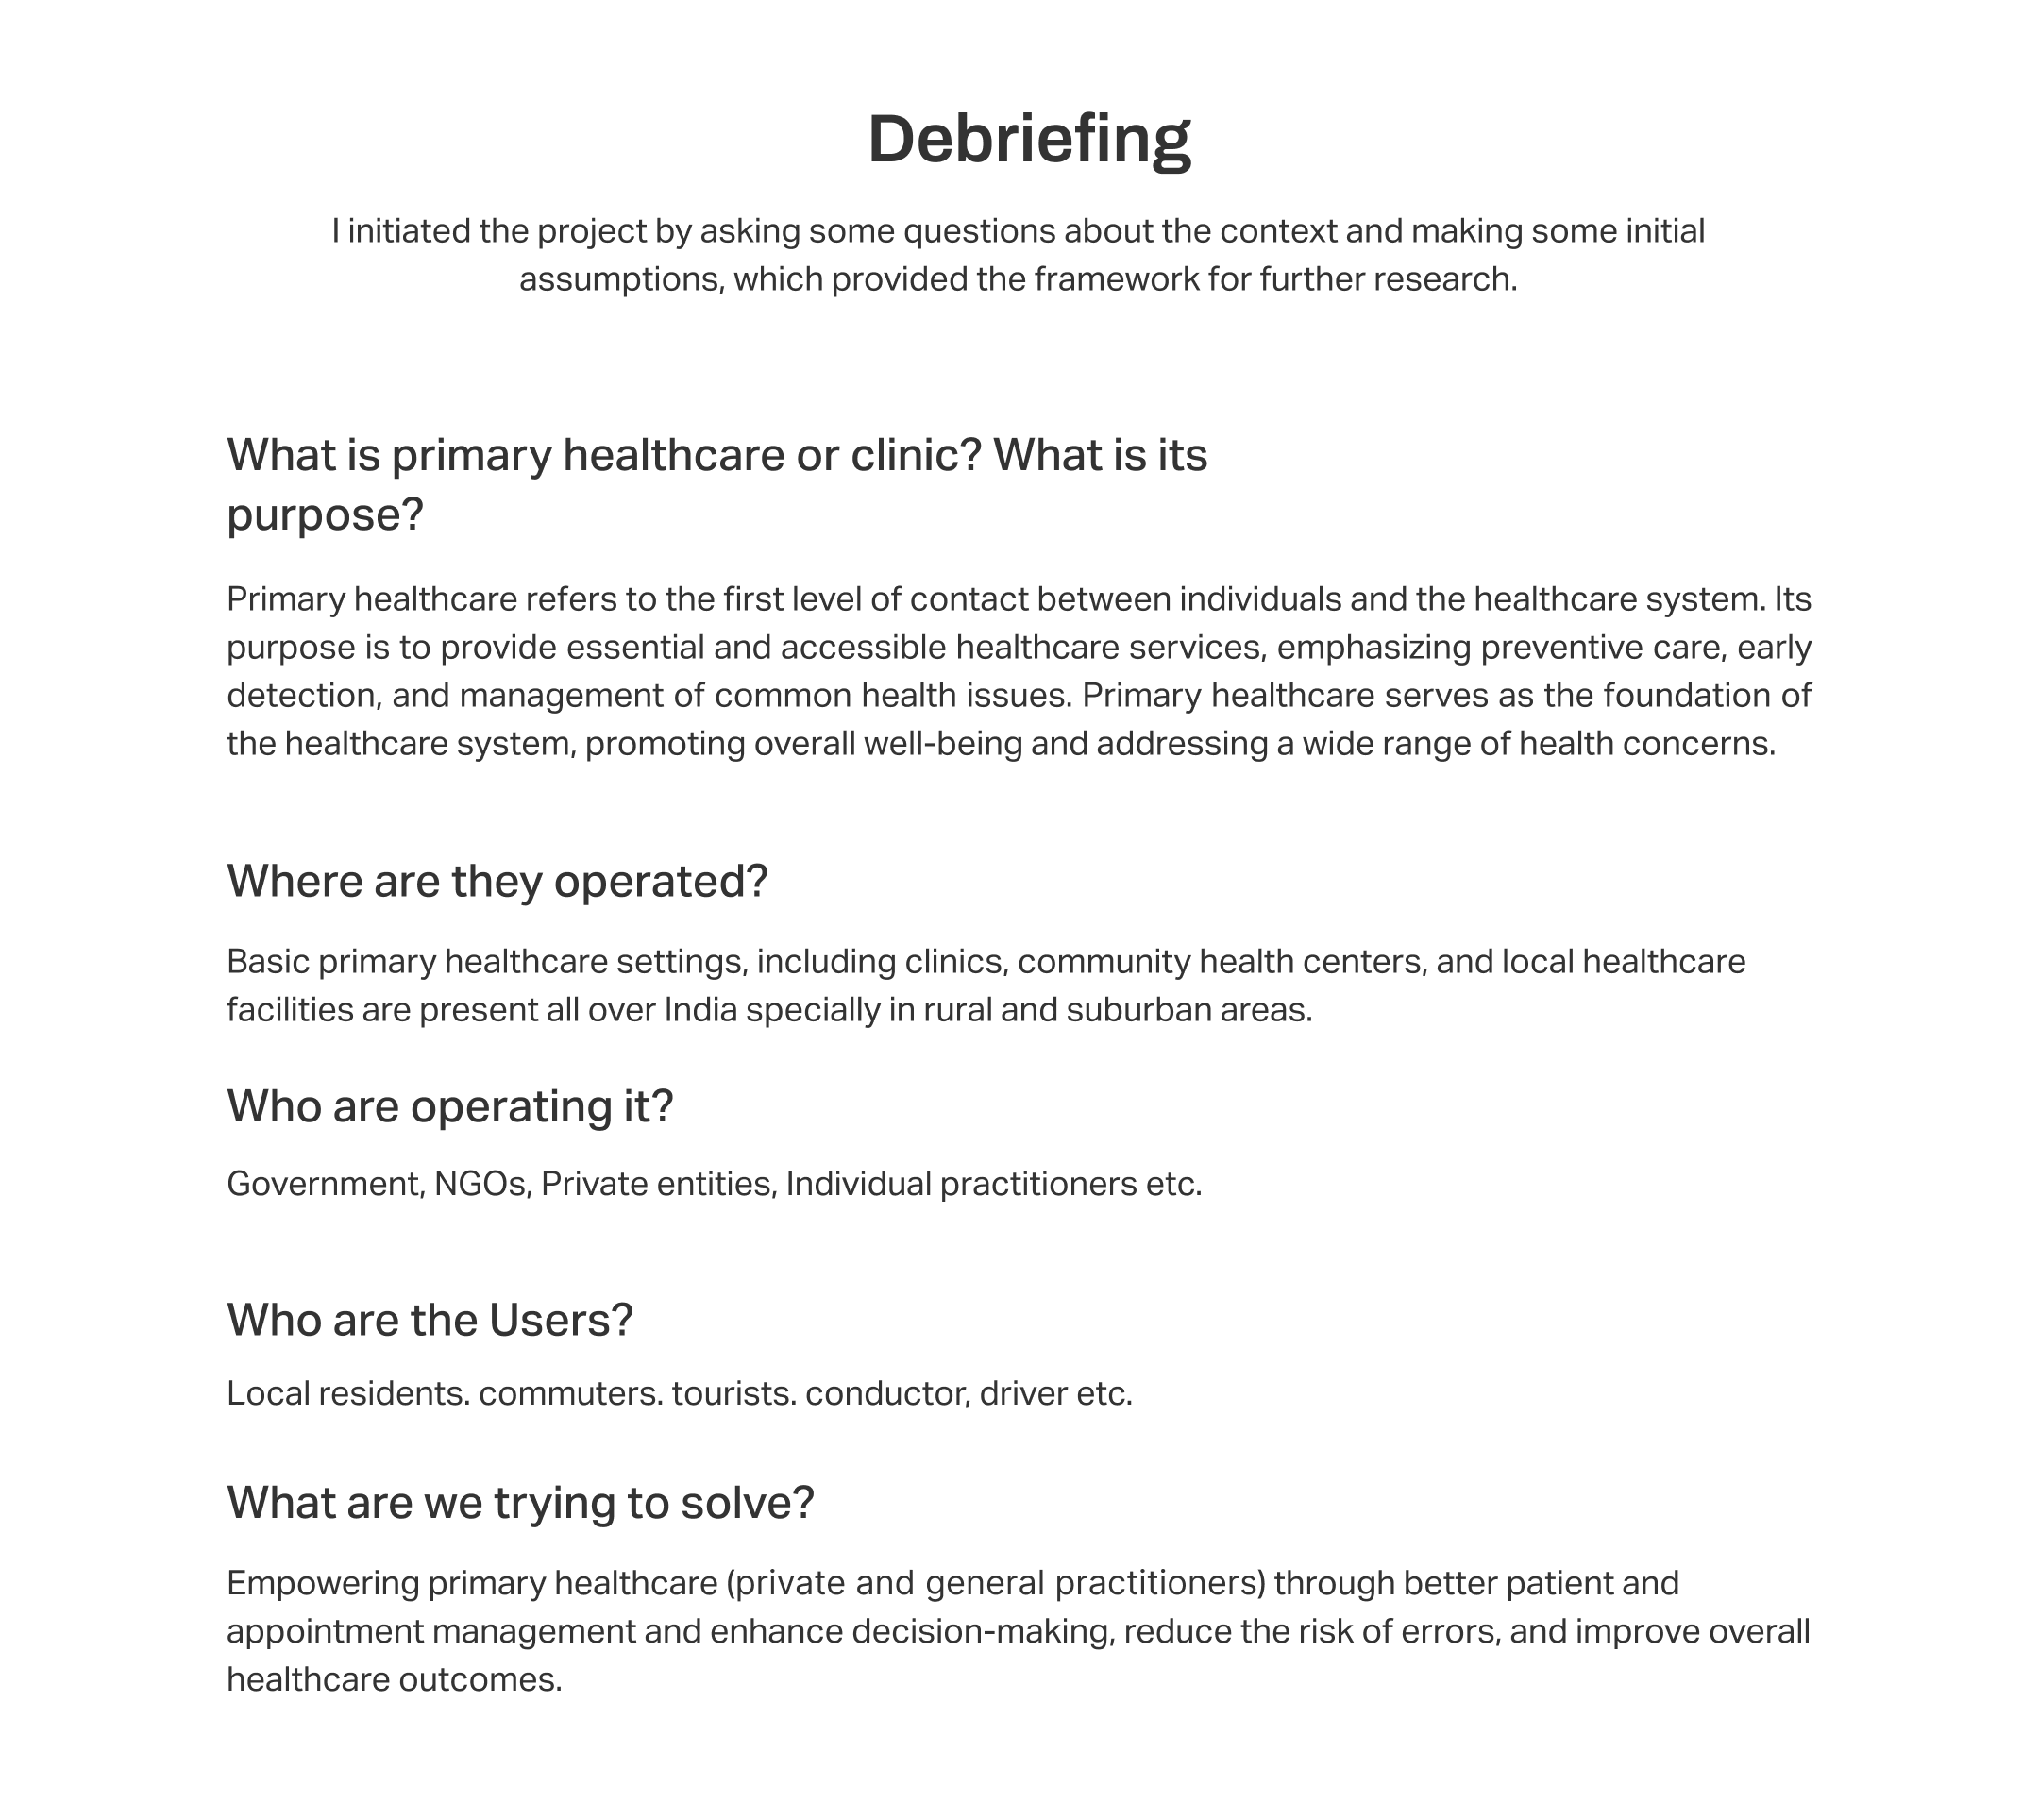 Debriefing
I initiated the project by asking some questions about the context and making some initial
assumptions, which provided the framework for further research.
What is primary healthcare or clinic? What is its
purpose?
Primary healthcare refers to the first level of contact between individuals and the healthcare system. Its
purpose is to provide essential and accessible healthcare services, emphasizing preventive care, early
detection, and management of common health issues. Primary healthcare serves as the foundation of
the healthcare system, promoting overall well-being and addressing a wide range of health concerns.
Where are they operated?
Basic primary healthcare settings, including clinics, community health centers, and local healthcare
facilities are present all over India specially in rural and suburban areas.
Who are operating it?
Government, NGOs, Private entities, Individual practitioners etc.
Who are the Users?
Local residents. commuters. tourists. conductor, driver etc.
What are we trying to solve?
Empowering primary healthcare (private and general practitioners) through better patient and
appointment management and enhance decision-making, reduce the risk of errors, and improve overall
healthcare outcomes.